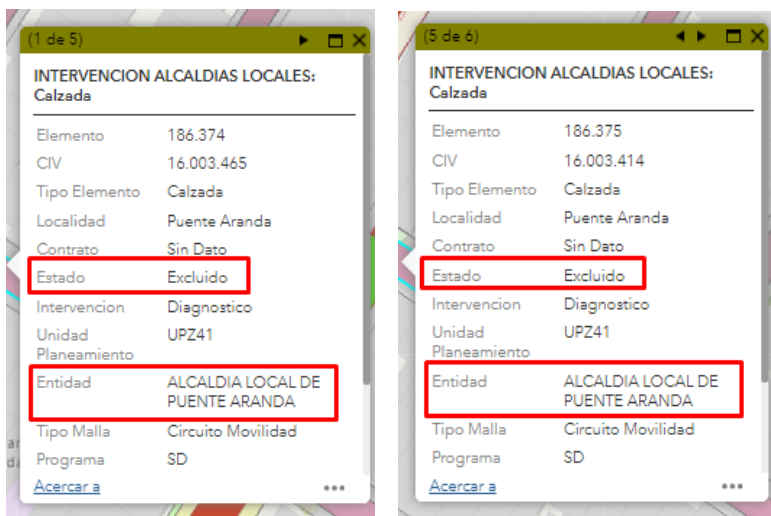 (1 de 5)
INTERVENCION ALCALDIAS LOCALES:
Calzada
Elemento 186.374
CIV 16.003.465
Tipo Elemento Calzada
Localidad Puente Aranda
Contrato Sin Dato
Estado Excluido
Intervencion Diagnostico
Unidad UPZ41
Planeamiento
Entidad ALCALDIA LOCAL DE
PUENTE ARANDA
Tipo Malla Circuito Movilidad
Programa SD
Acercar a
(5 de 6)
INTERVENCION ALCALDIAS LOCALES:
Calzada
Elemento 186.375
CIV 16.003.414
Tipo Elemento Calzada
Localidad Puente Aranda
Contrato Sin Dato
Estado Excluido
Intervencion Diagnostico
Unidad UPZ41
Planeamiento
Entidad ALCALDIA LOCAL DE
PUENTE ARANDA
Tipo Malla Circuito Movilidad
Programa SD
Acercar a